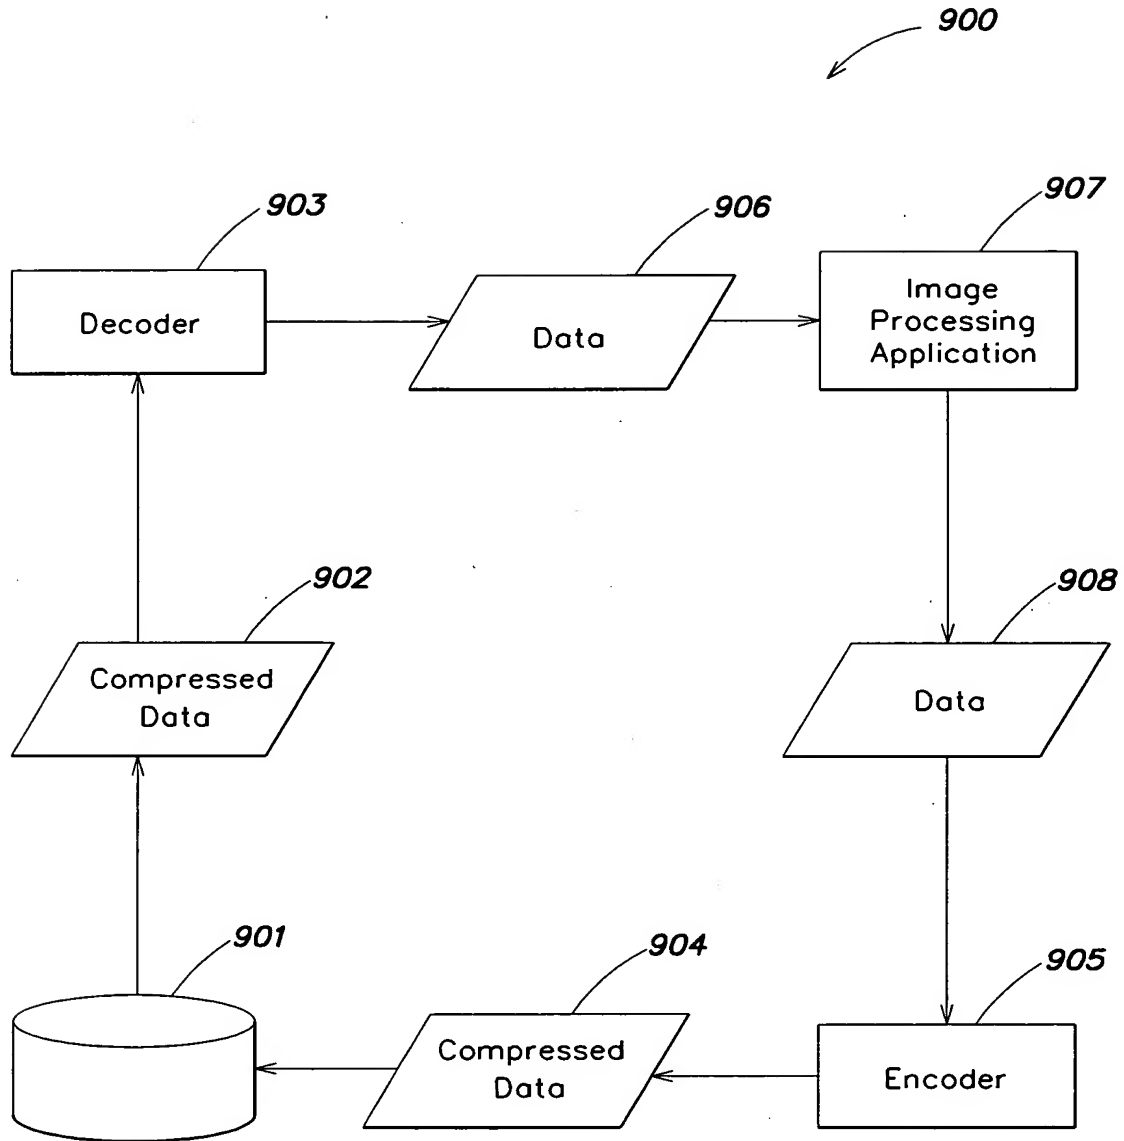 900
903
906
907
Decoder
Data
Image
Processing
Application
902
908
Compressed
Data
Data
901
904
905
Compressed
Data
Encoder